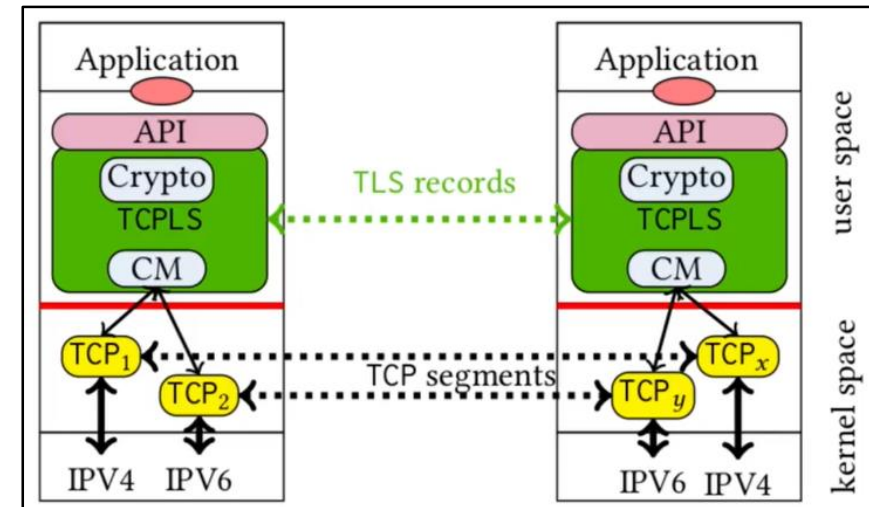 Application
API
Crypto
TCPLS
CM
TCP1
TCP2
IPV4 IPV6
TLS records
TCP segments
Application
API
Crypto
TCPLS
CM
TCPx
TCPy
IPV6 IPV4
user space
kernel space